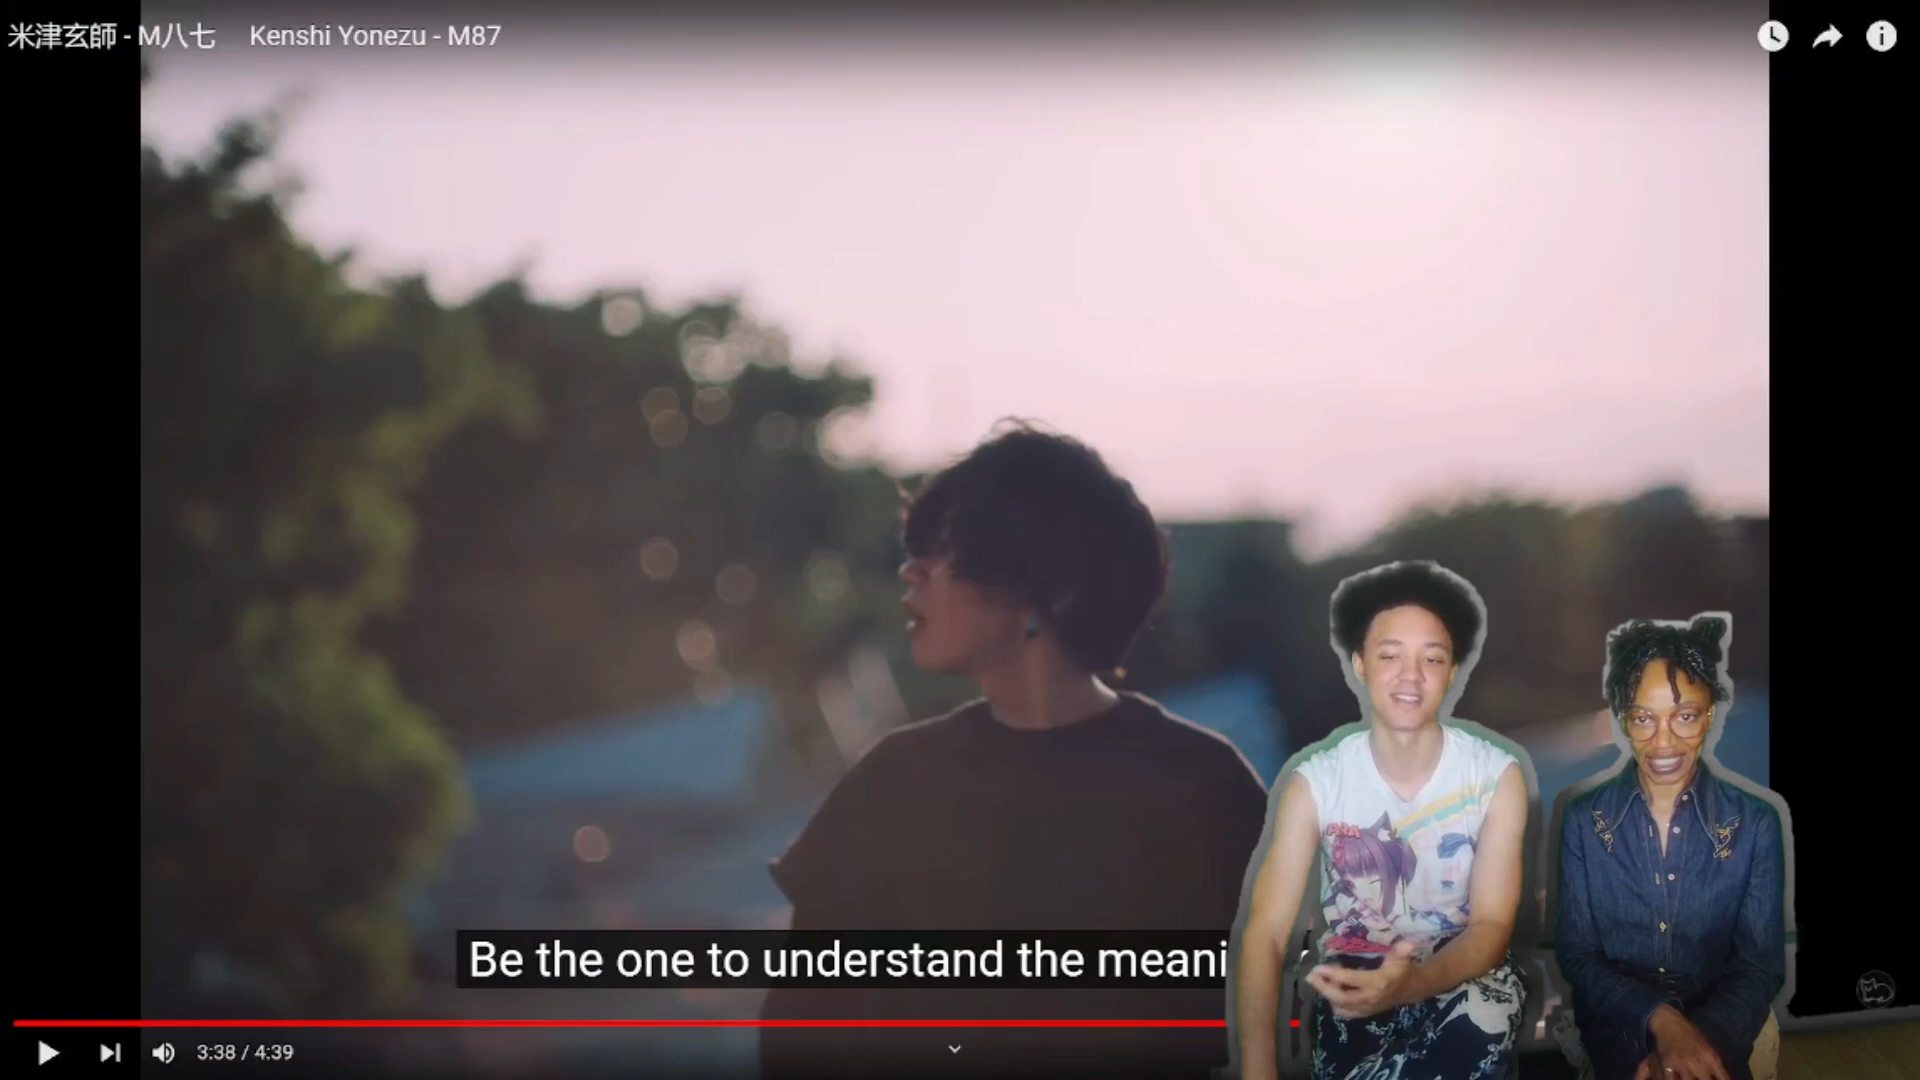 米津玄師 - M八七　 Kenshi Yonezu - M87
ARA
Be the one to understand the meani
3:38 / 4:39